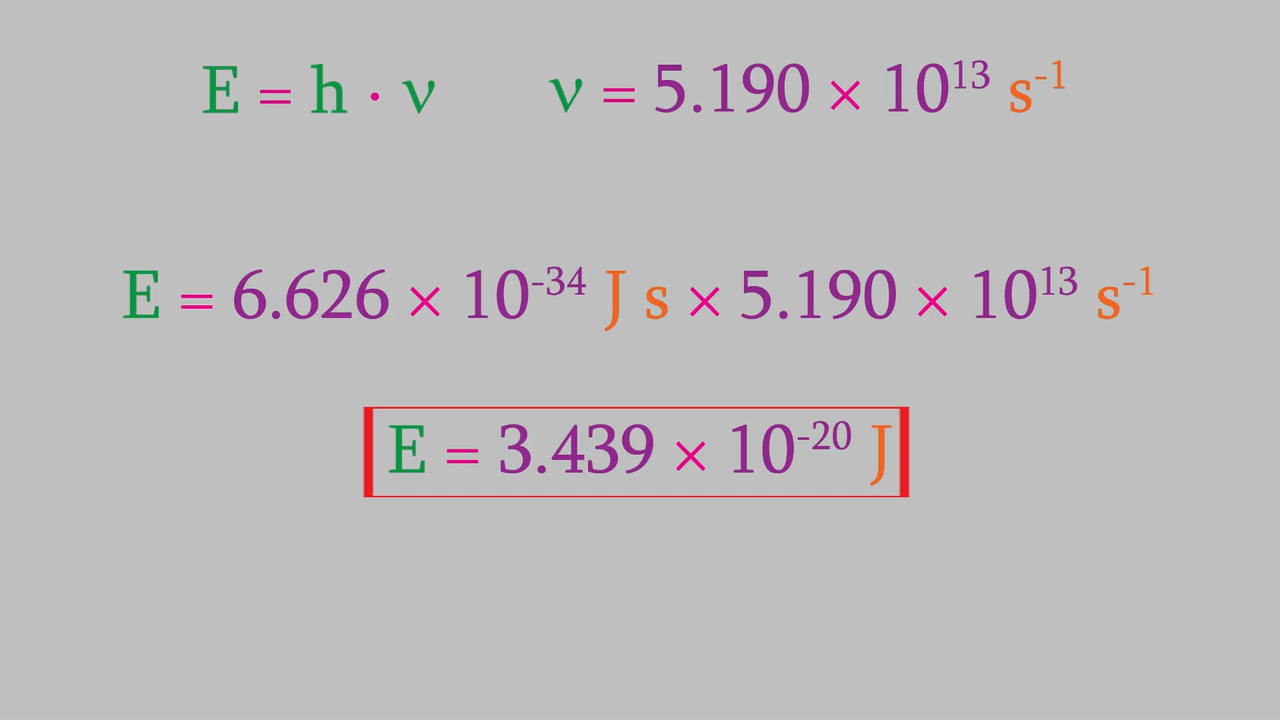 E = h · ν ν = 5.190 × 10¹³ s⁻¹
E = 6.626 × 10⁻³⁴ J s × 5.190 × 10¹³ s⁻¹
E = 3.439 × 10⁻²⁰ J